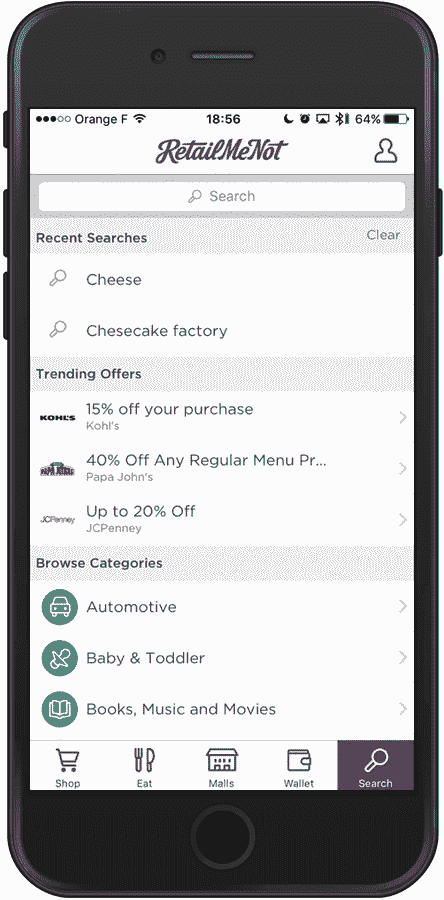 Orange F 18:56 64%
RetailMeNot
Search
Recent Searches Clear
Cheese
Chesecake factory
Trending Offers
KOHL'S
15% off your purchase
Kohl's
PAPA JOHN'S
40% Off Any Regular Menu Pr...
Papa John's
JCPenney
Up to 20% Off
JCPenney
Browse Categories
Automotive
Baby & Toddler
Books, Music and Movies
Shop Eat Malls Wallet Search